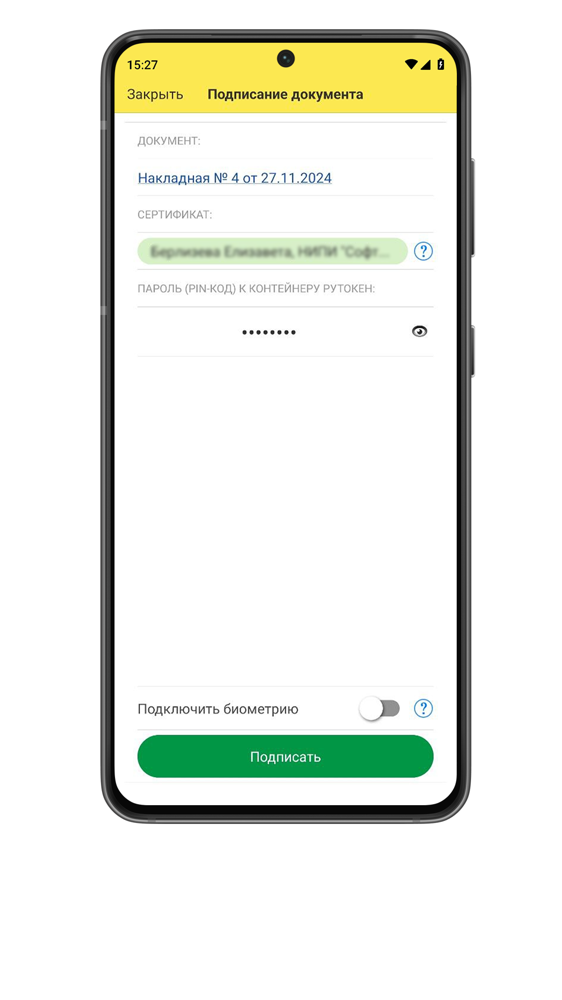 15:27
Закрыть Подписание документа
ДОКУМЕНТ:
Накладная № 4 от 27.11.2024
СЕРТИФИКАТ:
ПАРОЛЬ (PIN-КОД) К КОНТЕЙНЕРУ РУТОКЕН:
••••••••
Подключить биометрию
Подписать